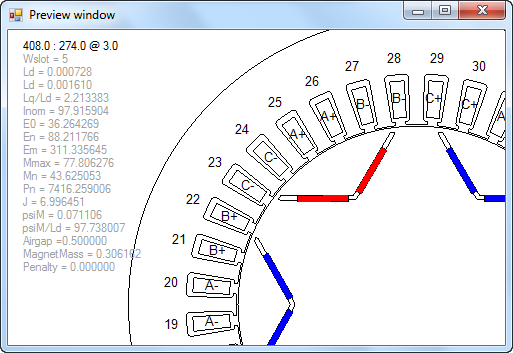 Preview window
408.0 : 274.0 @ 3.0
Wslot = 5
Ld = 0.000728
Ld = 0.001610
Lq/Ld = 2.213383
Inom = 97.915904
E0 = 36.264269
En = 88.211766
Em = 311.335645
Mmax = 77.806276
Mn = 43.625053
Pn = 7416.259006
J = 6.996451
psiM = 0.071106
psiM/Ld = 97.738007
Airgap =0.500000
MagnetMass = 0.306162
Penalty = 0.000000
19
A-
20
A-
21
B+
22
B+
23
C-
24
C-
25
A+
26
A+
27
B-
28
B-
29
C+
30
C+